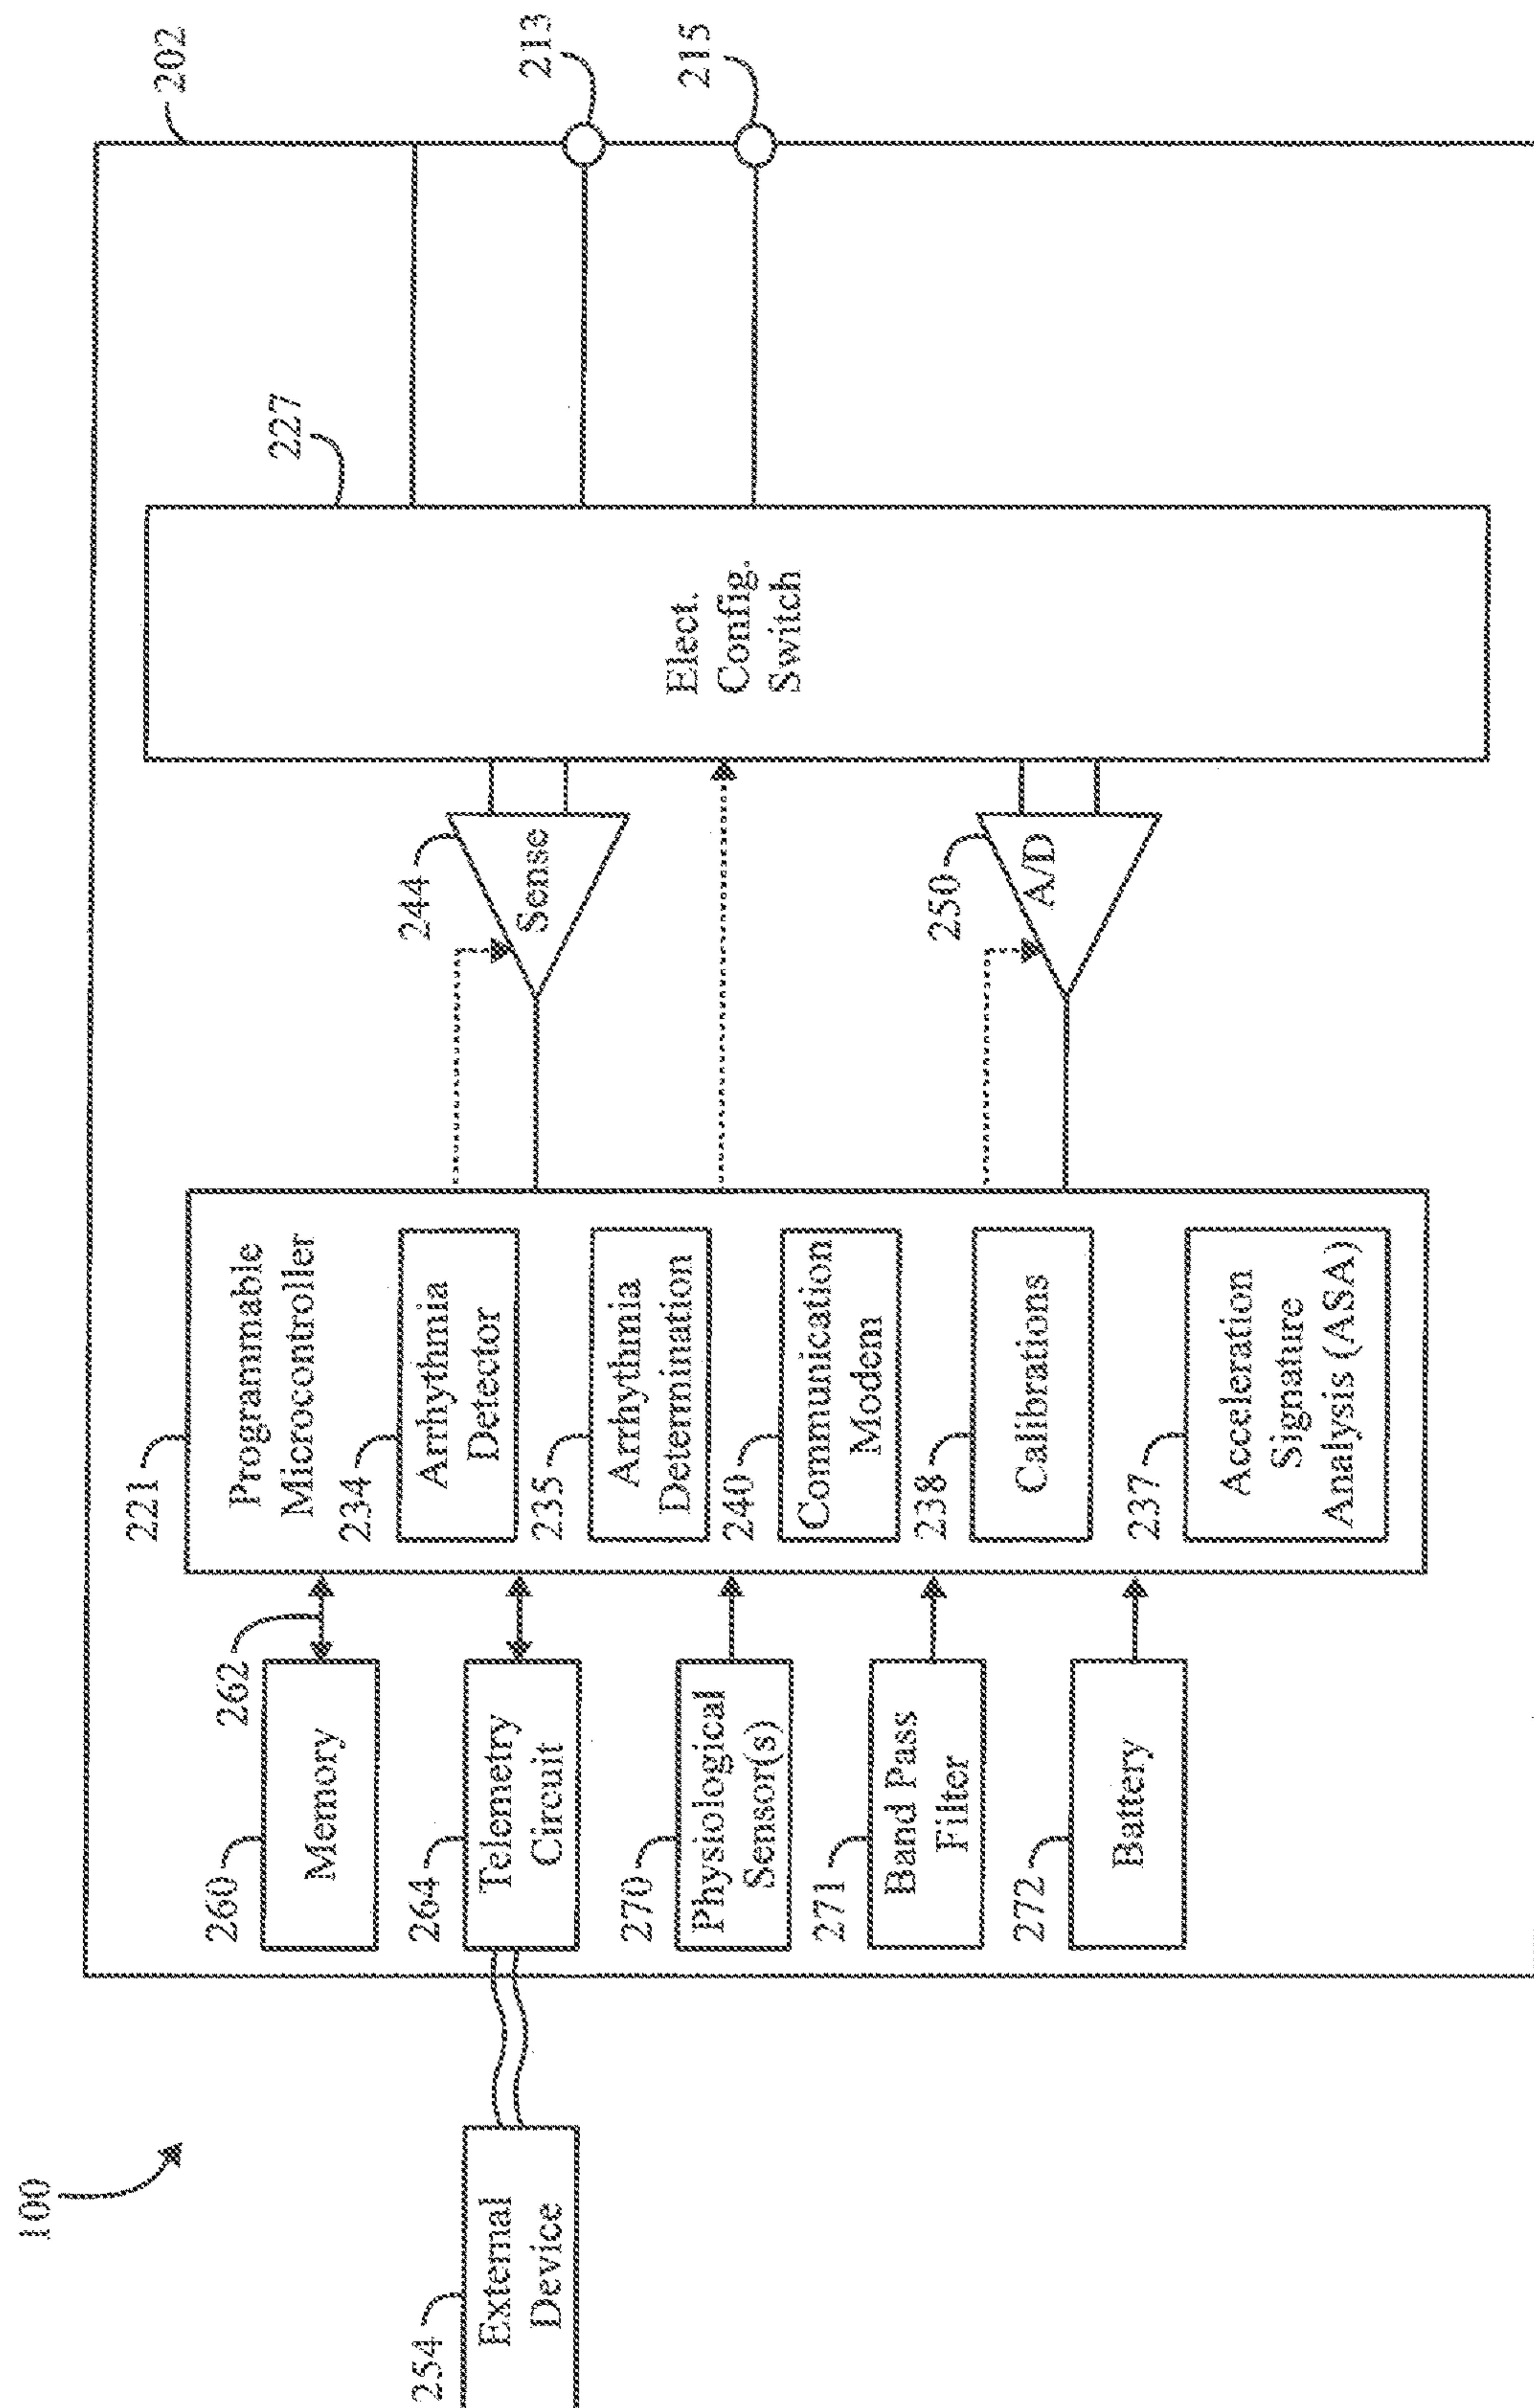 100
202
254
External
Device
260
Memory
262
264
Telemetry
Circuit
270
Physiological
Sensor(s)
271
Band Pass
Filter
272
Battery
221
Programmable
Microcontroller
234
Arrhythmia
Detector
235
Arrhythmia
Determination
240
Communication
Modem
238
Calibrations
237
Acceleration
Signature
Analysis (ASA)
244
Sense
250
A/D
227
Elect.
Config.
Switch
213
215